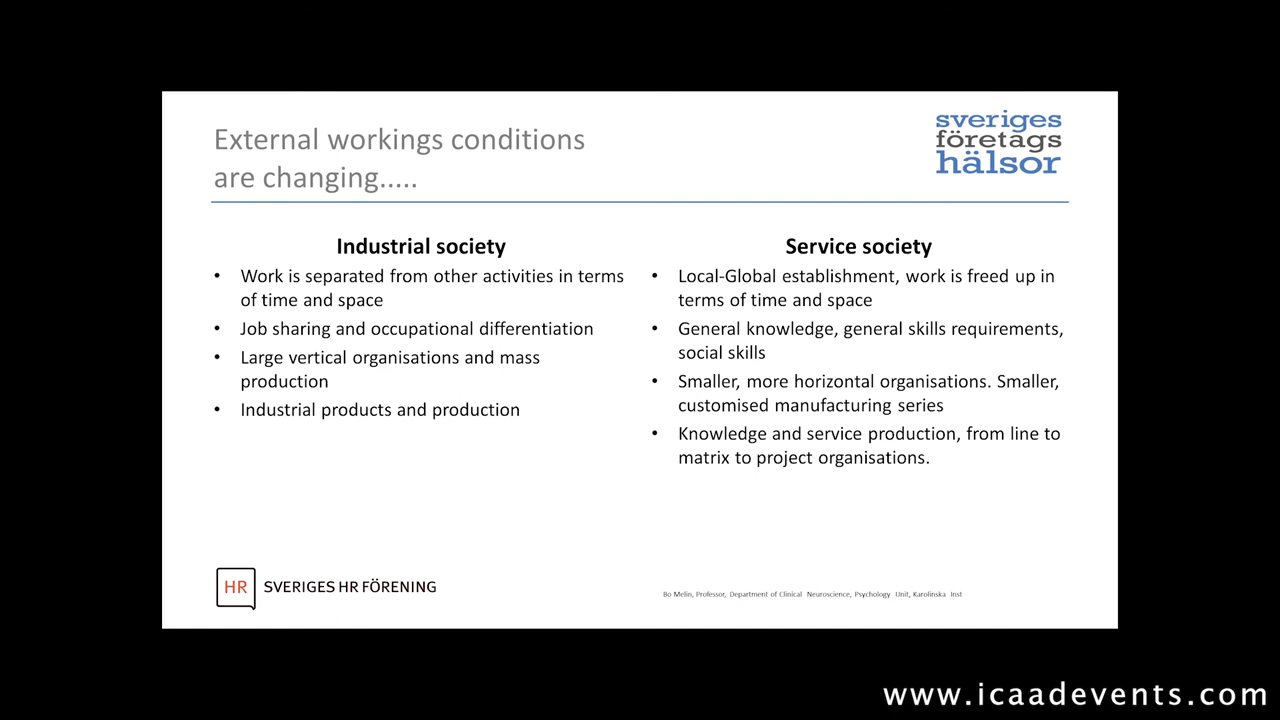 External workings conditions
are changing.....
sveriges
företags
hälsor
Industrial society
• Work is separated from other activities in terms
of time and space
• Job sharing and occupational differentiation
• Large vertical organisations and mass
production
• Industrial products and production
Service society
• Local-Global establishment, work is freed up in
terms of time and space
• General knowledge, general skills requirements,
social skills
• Smaller, more horizontal organisations. Smaller,
customised manufacturing series
• Knowledge and service production, from line to
matrix to project organisations.
HR SVERIGES HR FÖRENING
Bo Melin, Professor, Department of Clinical Neuroscience, Psychology Unit, Karolinska Inst
www.icaadevents.com